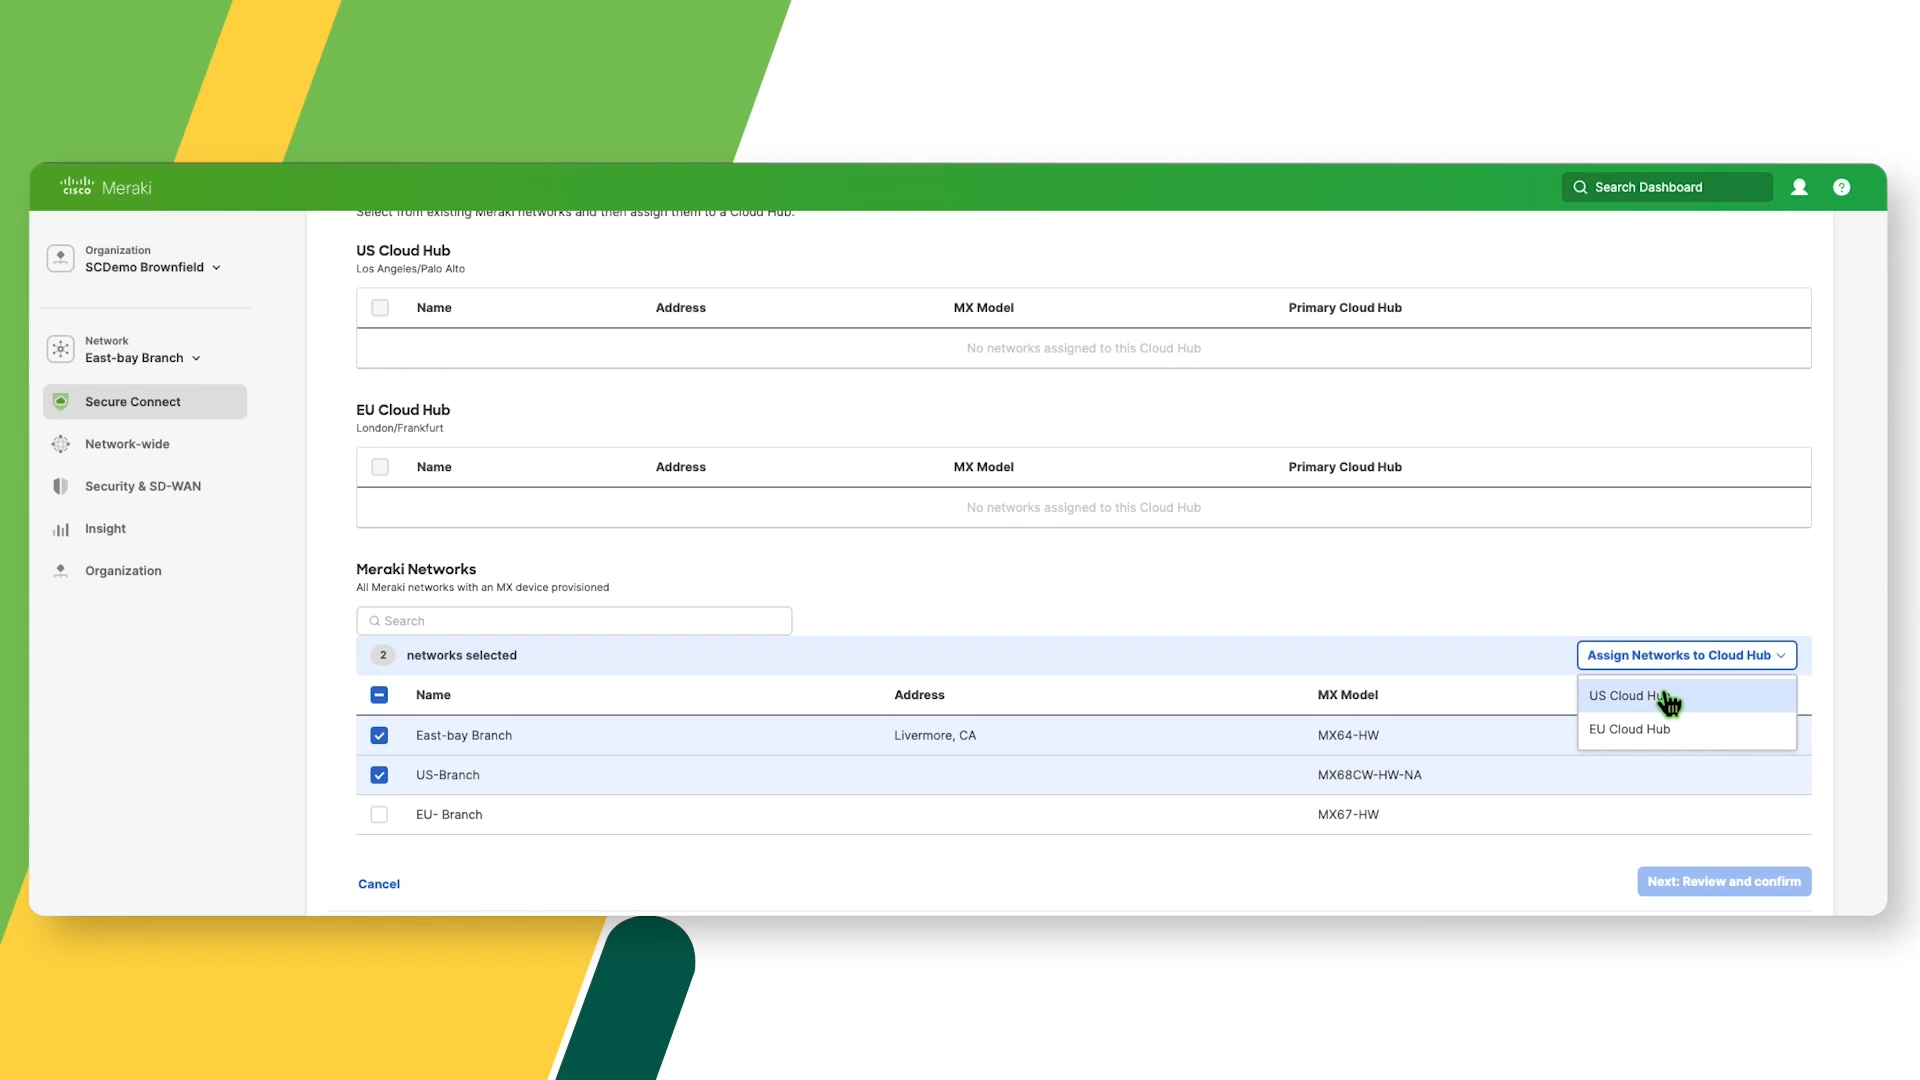 CISCO Meraki
Search Dashboard
Select from existing Meraki networks and then assign them to a Cloud Hub.
Organization
SCDemo Brownfield
Network
East-bay Branch
Secure Connect
Network-wide
Security & SD-WAN
Insight
Organization
US Cloud Hub
Los Angeles/Palo Alto
Name Address MX Model Primary Cloud Hub
No networks assigned to this Cloud Hub
EU Cloud Hub
London/Frankfurt
Name Address MX Model Primary Cloud Hub
No networks assigned to this Cloud Hub
Meraki Networks
All Meraki networks with an MX device provisioned
Search
2 networks selected
Assign Networks to Cloud Hub
US Cloud Hub
EU Cloud Hub
Name Address MX Model
East-bay Branch Livermore, CA MX64-HW
US-Branch MX68CW-HW-NA
EU- Branch MX67-HW
Cancel
Next: Review and confirm